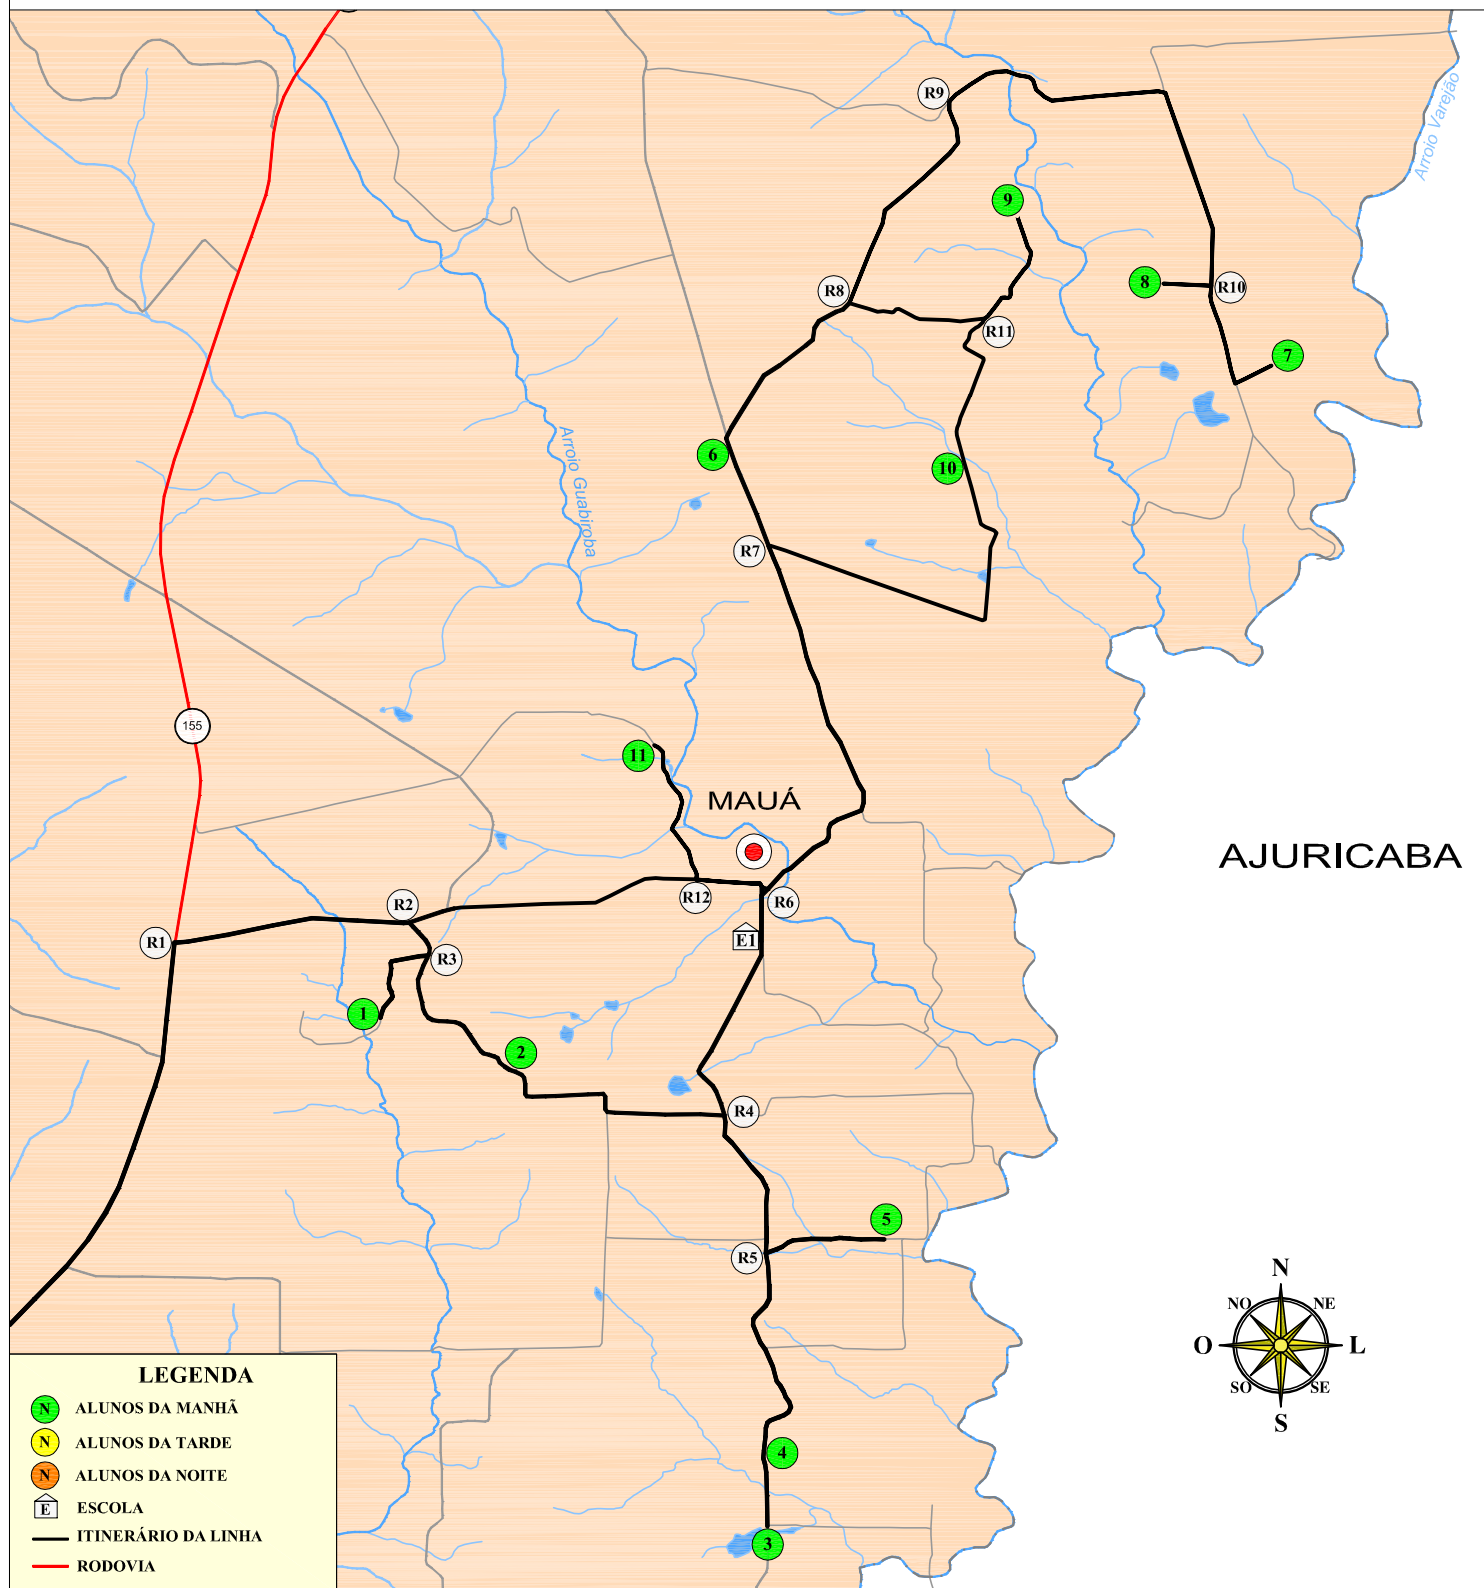 R9
Arroio Varejão
9
8
R10
R8
R11
7
6
10
Arroio Guabiroba
R7
155
11
MAUÁ
AJURICABA
R12
R6
R2
R1
E1
R3
1
2
R4
5
R5
4
3
N
NO
NE
O
L
SO
SE
S
LEGENDA
N ALUNOS DA MANHÃ
N ALUNOS DA TARDE
N ALUNOS DA NOITE
E ESCOLA
ITINERÁRIO DA LINHA
RODOVIA